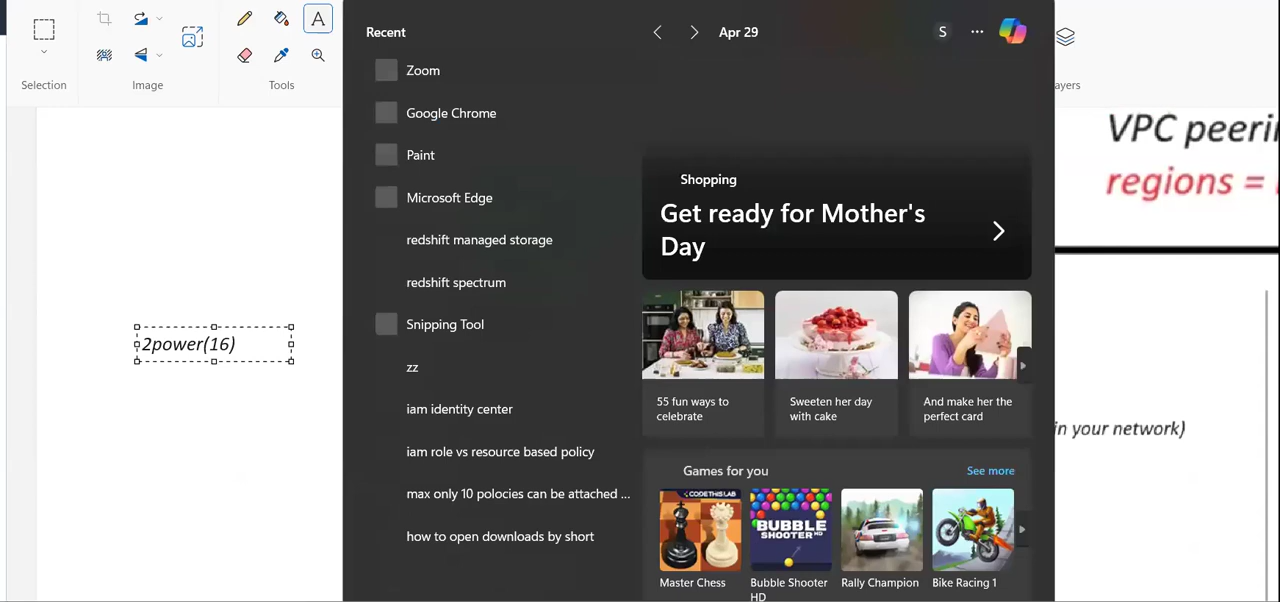 Selection
Image
Tools
2power(16)
Recent
Zoom
Google Chrome
Paint
Microsoft Edge
redshift managed storage
redshift spectrum
Snipping Tool
zz
iam identity center
iam role vs resource based policy
max only 10 polocies can be attached ...
how to open downloads by short
Apr 29
S
Shopping
Get ready for Mother's
Day
55 fun ways to
celebrate
Sweeten her day
with cake
And make her the
perfect card
Games for you
See more
CODE THIS LAB
BUBBLE
SHOOTER HD
Master Chess
Bubble Shooter
HD
Rally Champion
Bike Racing 1
ayers
VPC peerin
regions =
in your network)